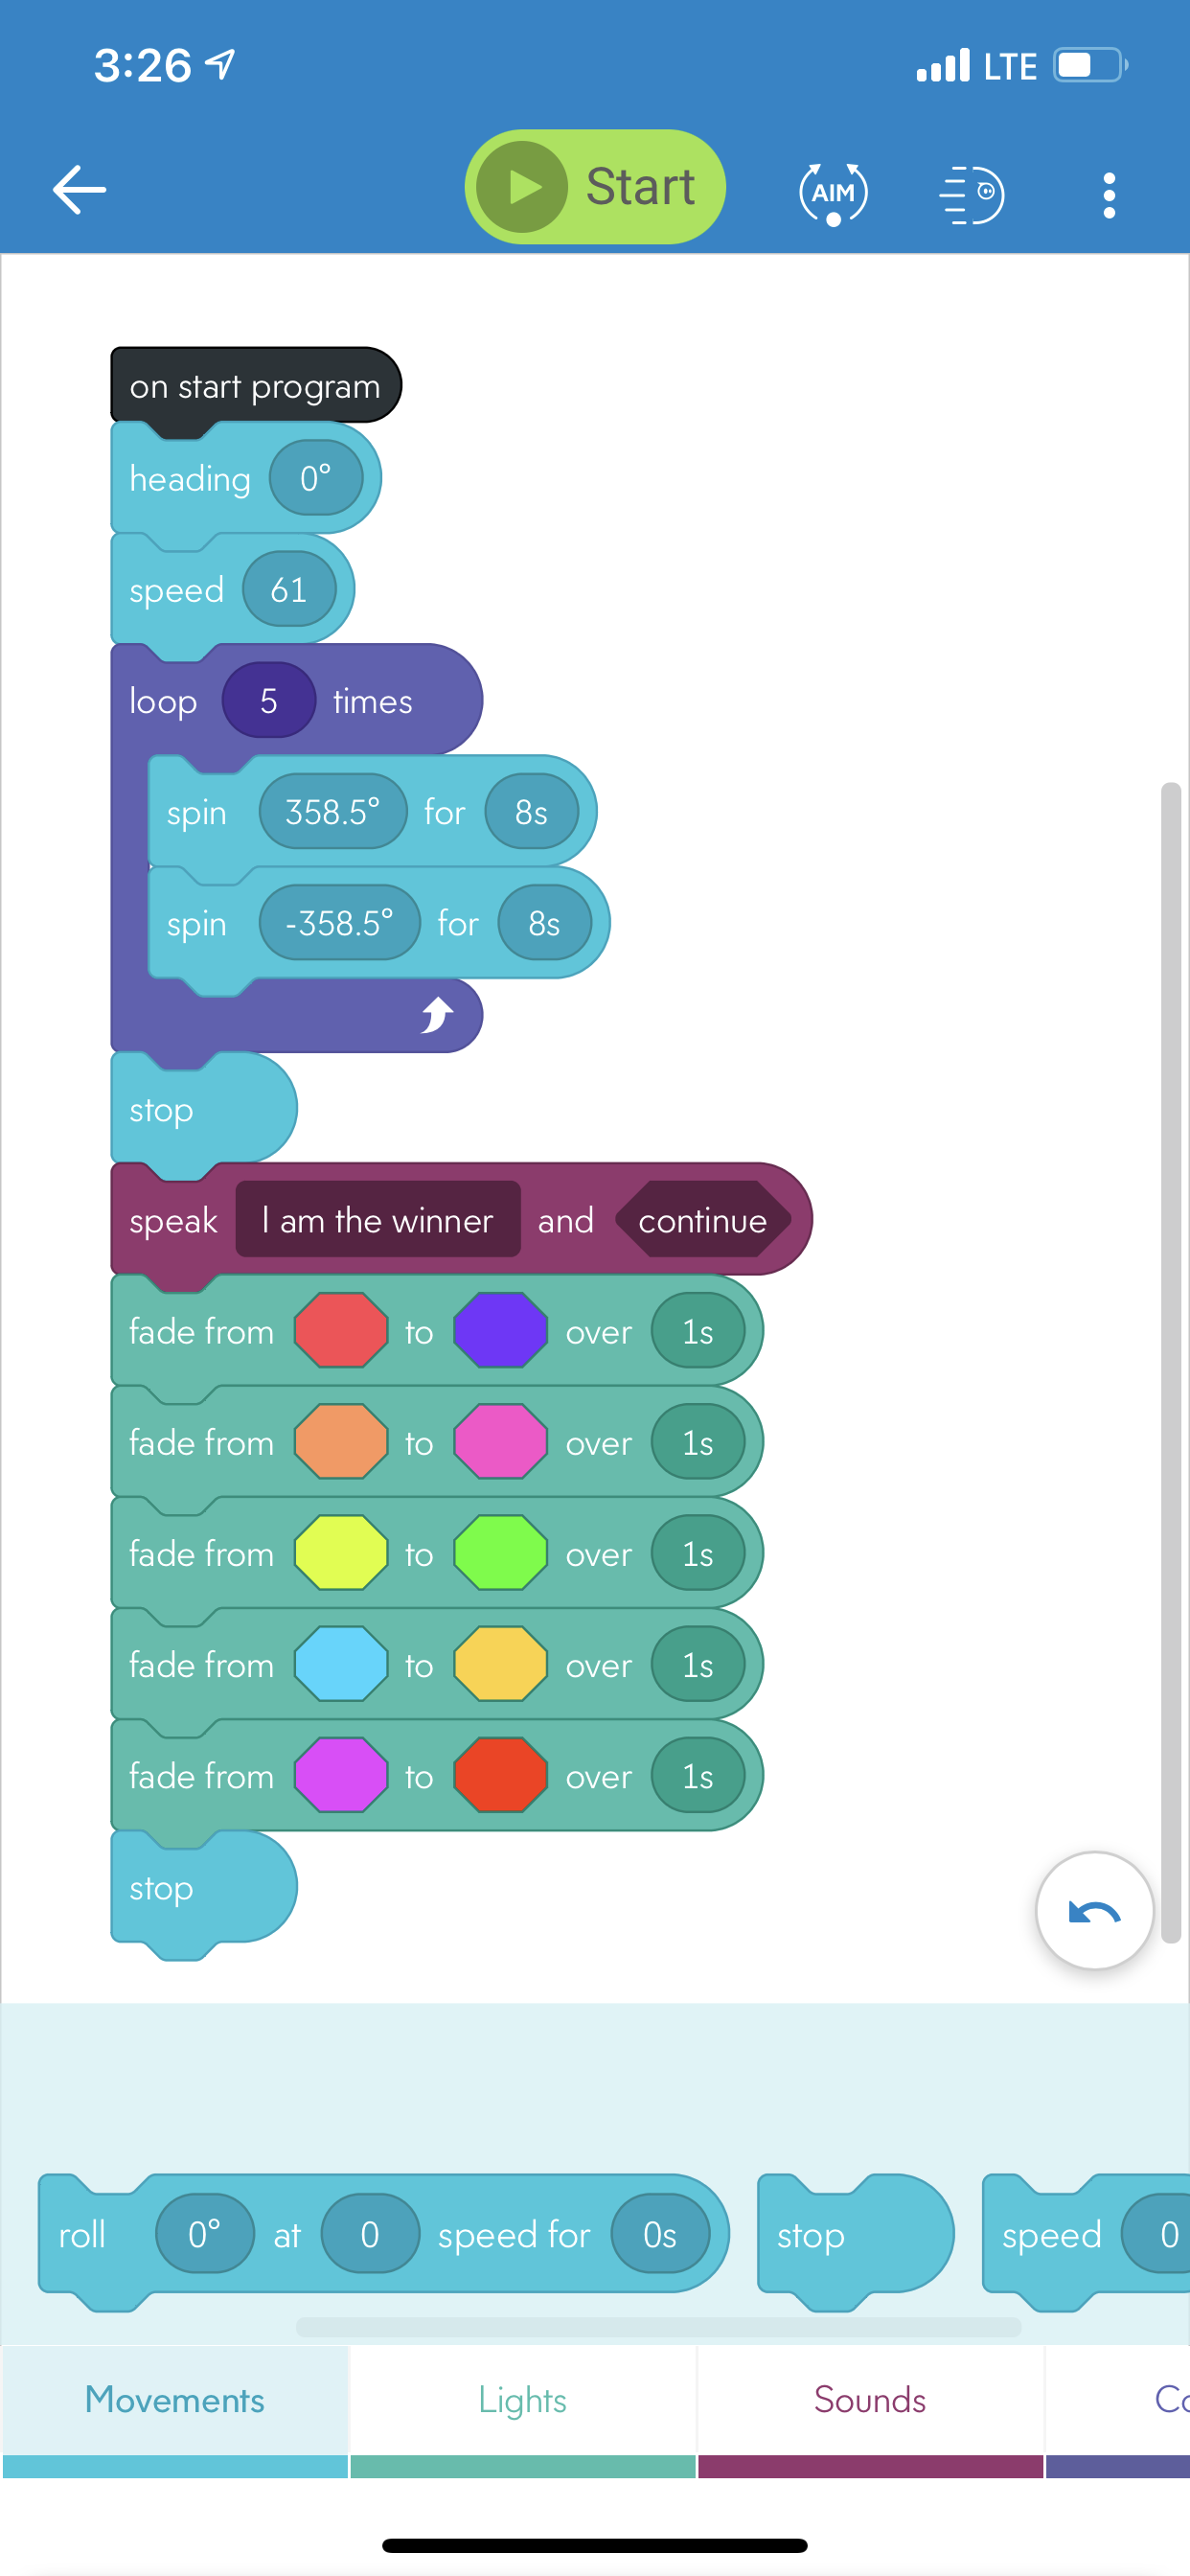 3:26 LTE
Start AIM
on start program
heading 0°
speed 61
loop 5 times
spin 358.5° for 8s
spin -358.5° for 8s
stop
speak I am the winner and continue
fade from to over 1s
fade from to over 1s
fade from to over 1s
fade from to over 1s
fade from to over 1s
stop
roll 0° at 0 speed for 0s stop speed 0
Movements Lights Sounds Co